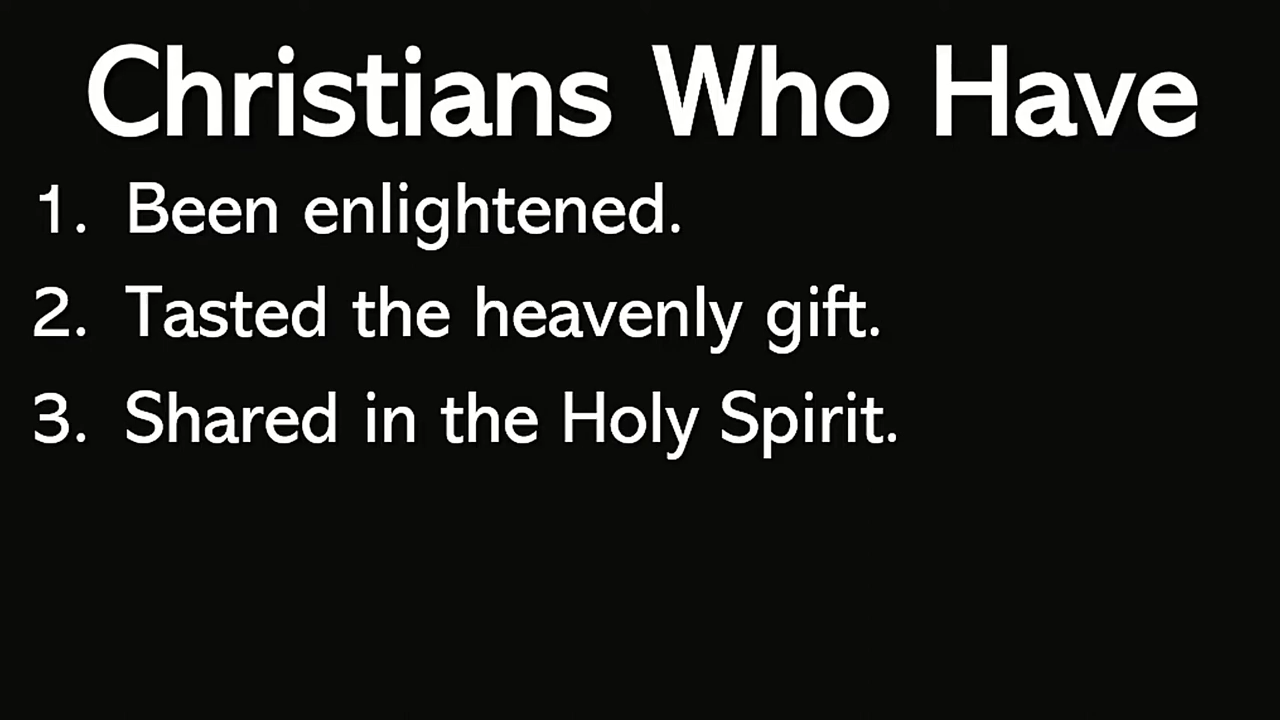 Christians Who Have
1. Been enlightened.
2. Tasted the heavenly gift.
3. Shared in the Holy Spirit.